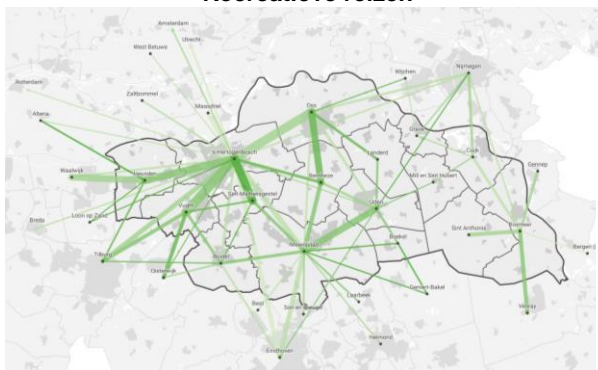 Recreatieve reizen
Amsterdam
Utrecht
West Betuwe
Nijmegen
Rotterdam
Wijchen
Zaltbommel
Maasdriel
Oss
Altena
Grave
's-Hertogenbosch
Landerd
Cuijk
Gennep
Waalwijk
Heusden
Bernheze
Mill en Sint Hubert
Sint-Michielsgestel
Vught
Uden
Loon op Zand
Breda
Sint Anthonis
Boxmeer
Meierijstad
Boekel
Bergen (
Tilburg
Boxtel
Oisterwijk
Gemert-Bakel
Laarbeek
Best
Son en Breugel
Venray
Helmond
Eindhoven